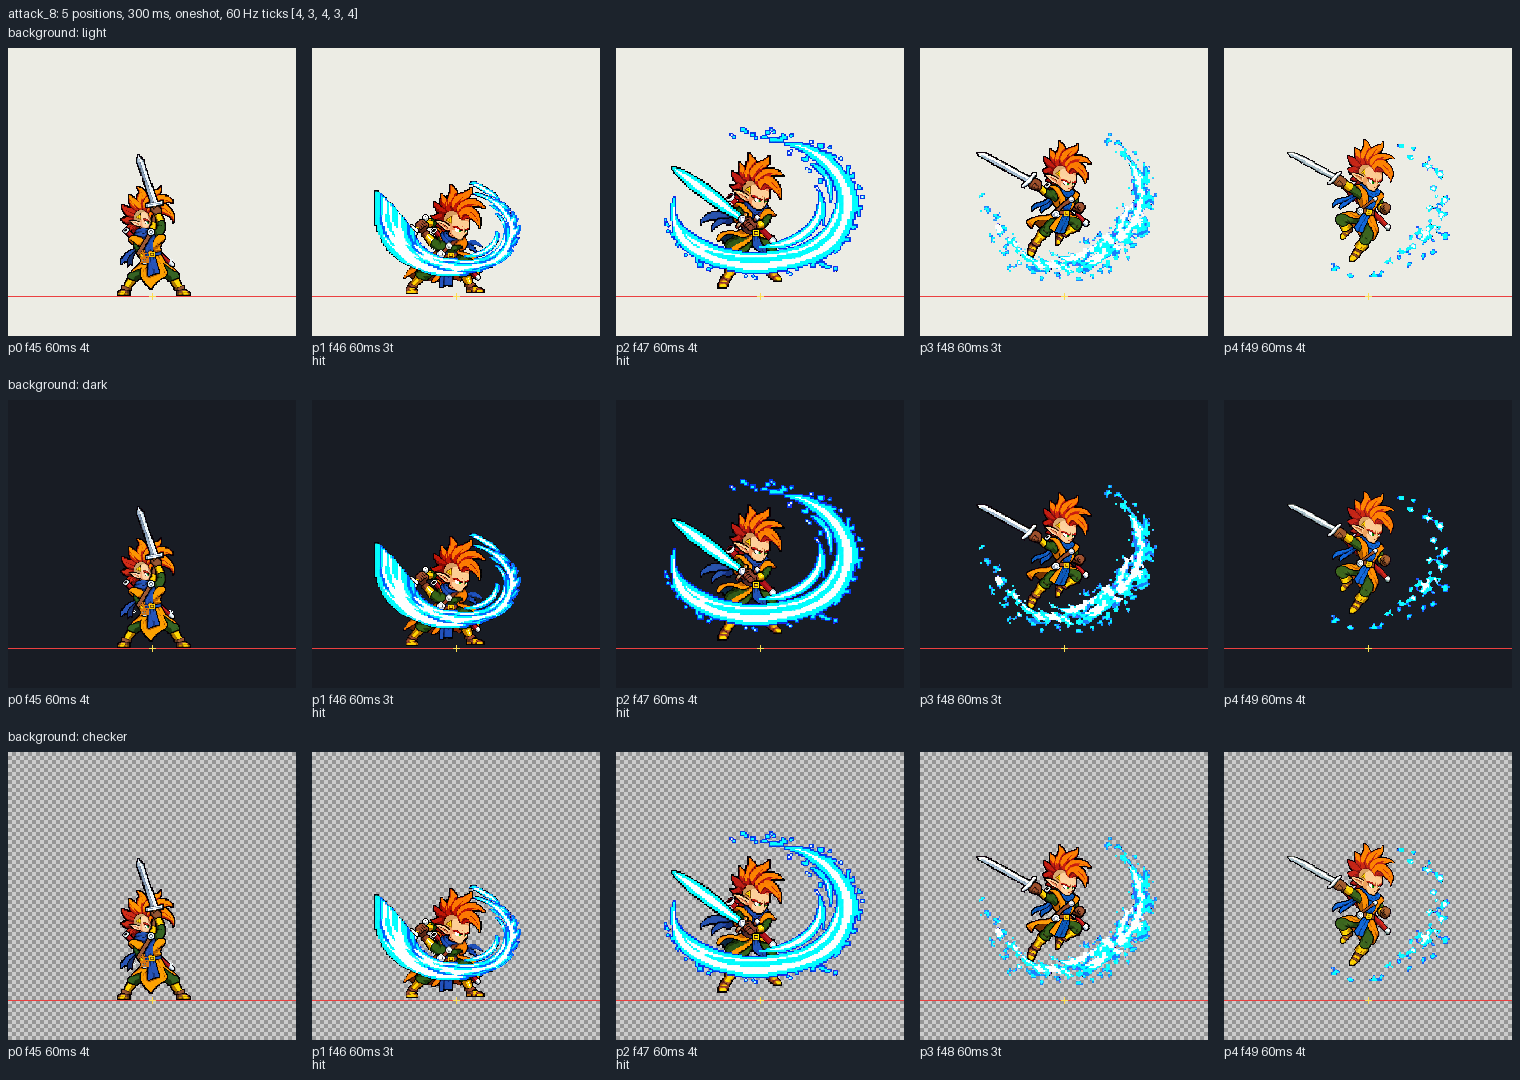 attack_8: 5 positions, 300 ms, oneshot, 60 Hz ticks [4, 3, 4, 3, 4]
background: light
p0 f45 60ms 4t
p1 f46 60ms 3t
hit
p2 f47 60ms 4t
hit
p3 f48 60ms 3t
p4 f49 60ms 4t
background: dark
p0 f45 60ms 4t
p1 f46 60ms 3t
hit
p2 f47 60ms 4t
hit
p3 f48 60ms 3t
p4 f49 60ms 4t
background: checker
p0 f45 60ms 4t
p1 f46 60ms 3t
hit
p2 f47 60ms 4t
hit
p3 f48 60ms 3t
p4 f49 60ms 4t